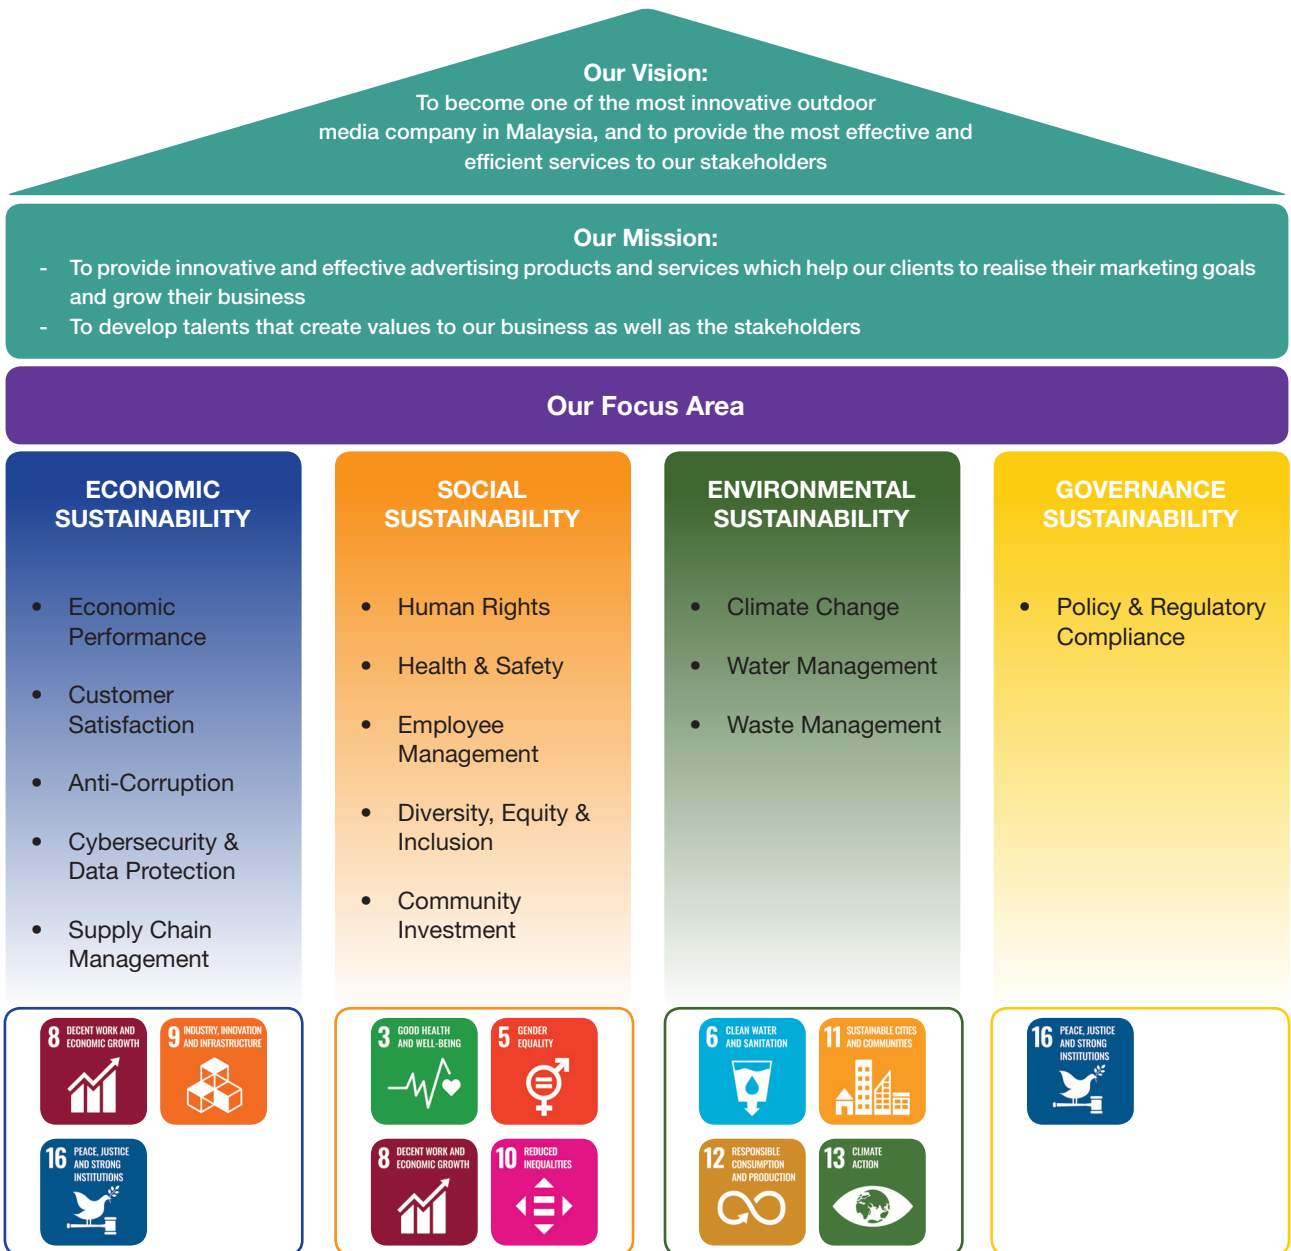 Our Vision:
To become one of the most innovative outdoor
media company in Malaysia, and to provide the most effective and
efficient services to our stakeholders
Our Mission:
- To provide innovative and effective advertising products and services which help our clients to realise their marketing goals
and grow their business
- To develop talents that create values to our business as well as the stakeholders
Our Focus Area
ECONOMIC
SUSTAINABILITY
• Economic
Performance
• Customer
Satisfaction
• Anti-Corruption
• Cybersecurity &
Data Protection
• Supply Chain
Management
8 DECENT WORK AND
ECONOMIC GROWTH
9 INDUSTRY, INNOVATION
AND INFRASTRUCTURE
16 PEACE, JUSTICE
AND STRONG
INSTITUTIONS
SOCIAL
SUSTAINABILITY
• Human Rights
• Health & Safety
• Employee
Management
• Diversity, Equity &
Inclusion
• Community
Investment
3 GOOD HEALTH
AND WELL-BEING
5 GENDER
EQUALITY
8 DECENT WORK AND
ECONOMIC GROWTH
10 REDUCED
INEQUALITIES
ENVIRONMENTAL
SUSTAINABILITY
• Climate Change
• Water Management
• Waste Management
6 CLEAN WATER
AND SANITATION
11 SUSTAINABLE CITIES
AND COMMUNITIES
12 RESPONSIBLE
CONSUMPTION
AND PRODUCTION
13 CLIMATE
ACTION
GOVERNANCE
SUSTAINABILITY
• Policy & Regulatory
Compliance
16 PEACE, JUSTICE
AND STRONG
INSTITUTIONS